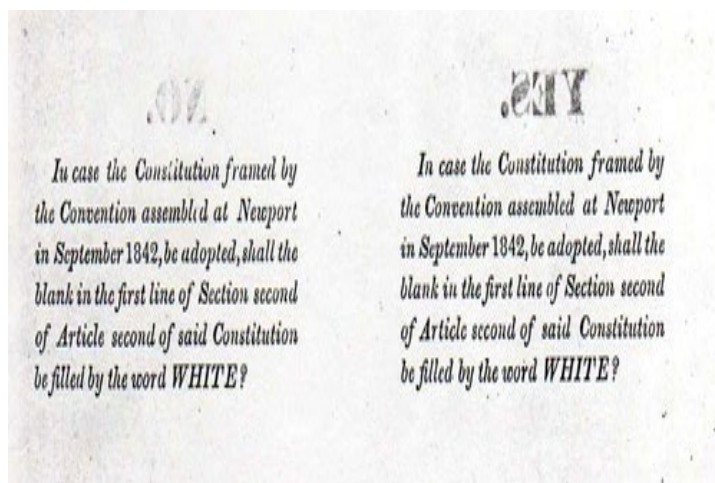 NO.
In case the Constitution framed by
the Convention assembled at Newport
in September 1842, be adopted, shall the
blank in the first line of Section second
of Article second of said Constitution
be filled by the word WHITE?
YES.
In case the Constitution framed by
the Convention assembled at Newport
in September 1842, be adopted, shall the
blank in the first line of Section second
of Article second of said Constitution
be filled by the word WHITE?